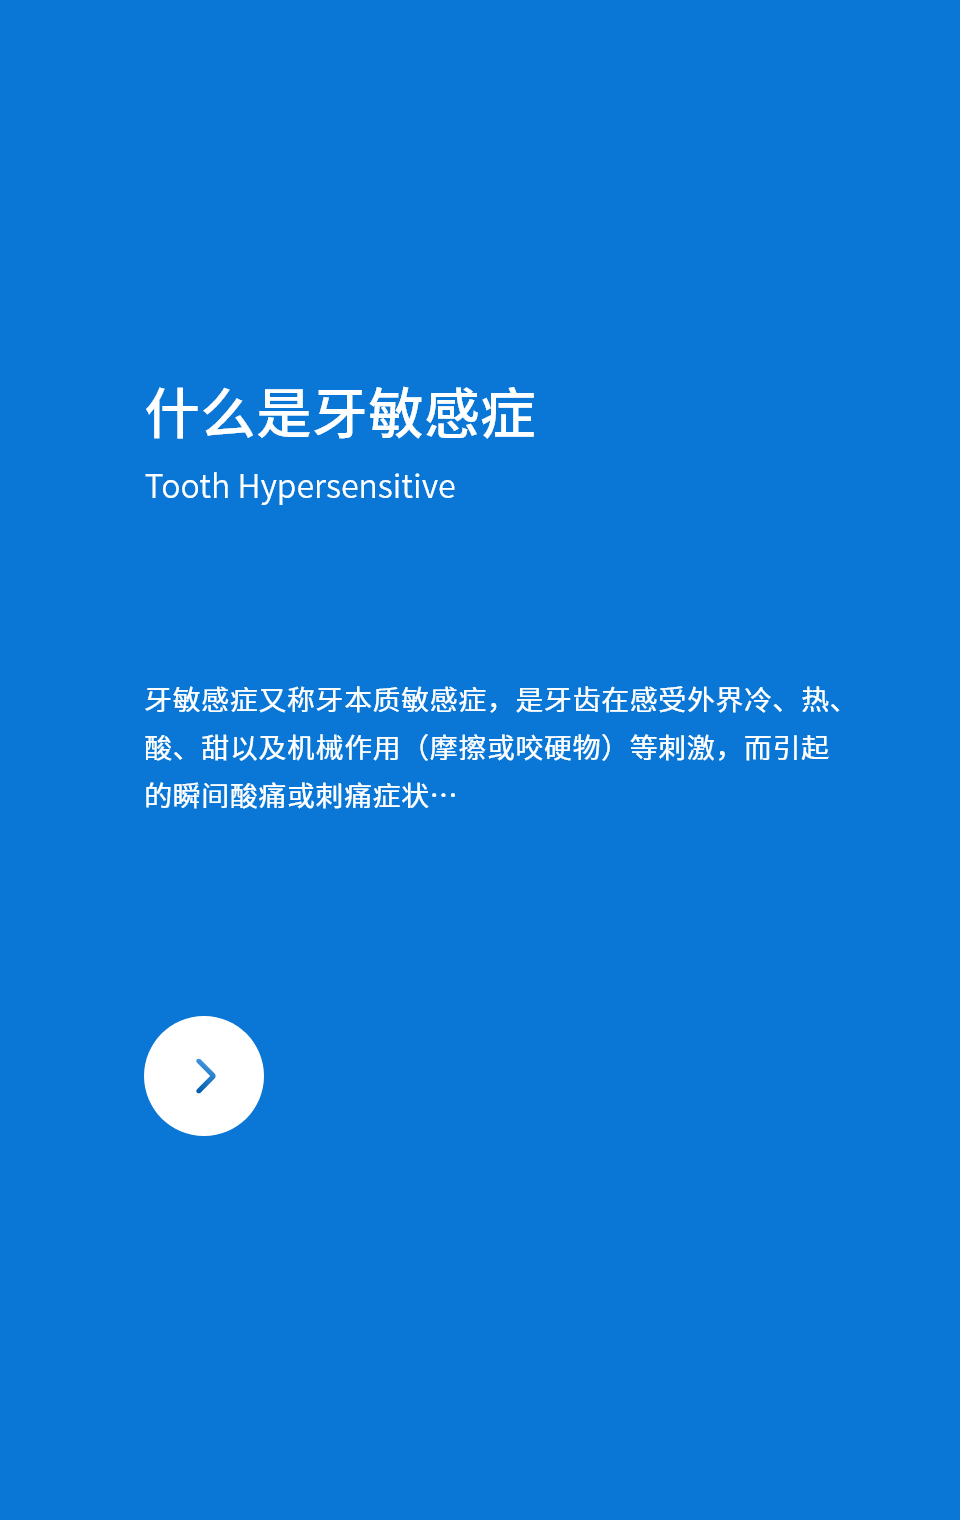 什么是牙敏感症
Tooth Hypersensitive
牙敏感症又称牙本质敏感症，是牙齿在感受外界冷、热、
酸、甜以及机械作用（摩擦或咬硬物）等刺激，而引起
的瞬间酸痛或刺痛症状…